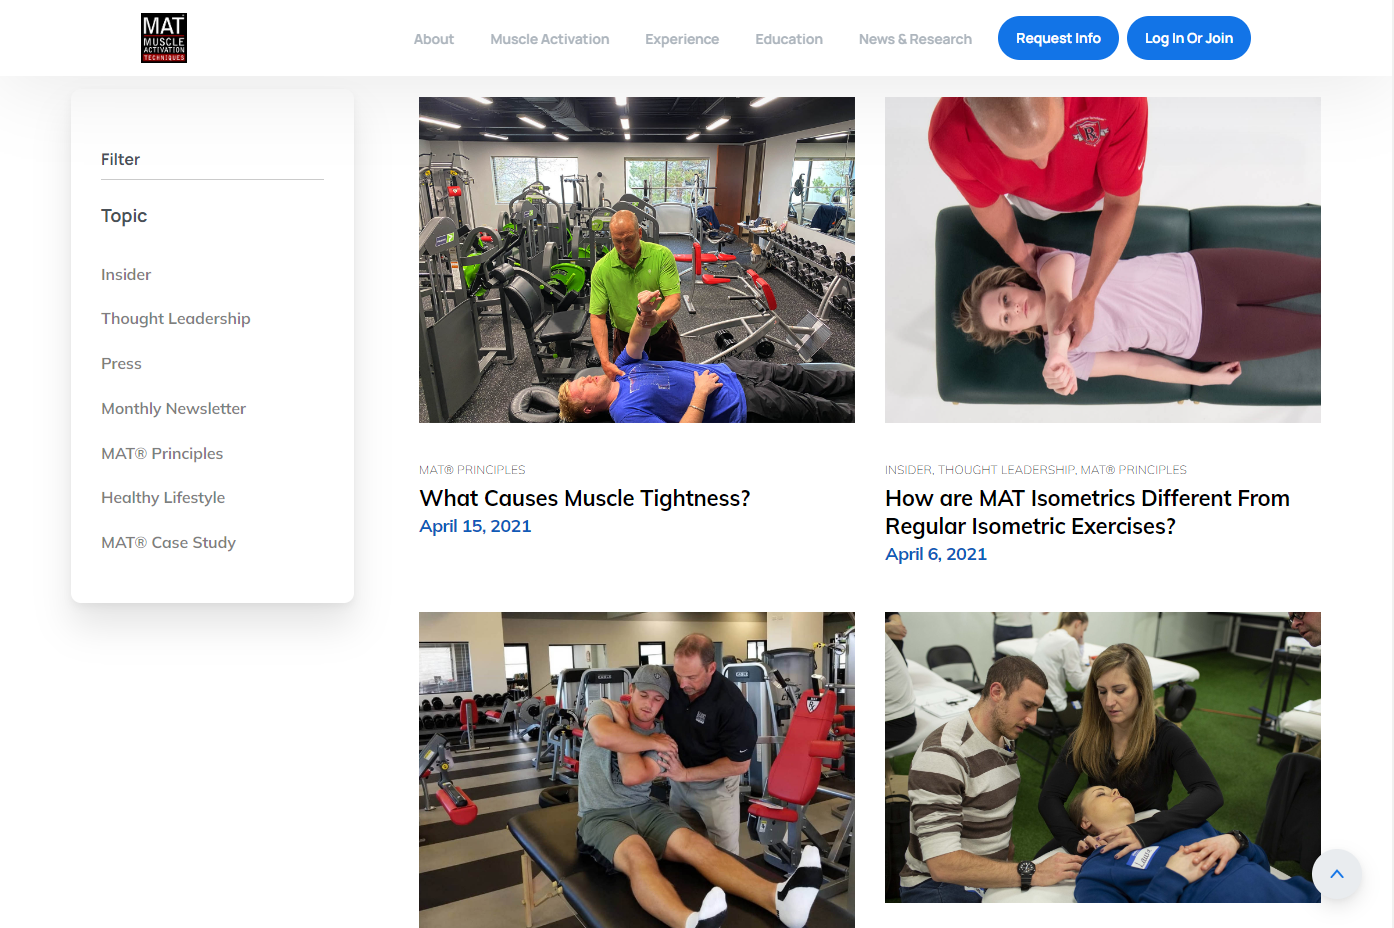 MAT
MUSCLE
ACTIVATION
TECHNIQUES
About
Muscle Activation
Experience
Education
News & Research
Request Info
Log In Or Join
Filter
Topic
Insider
Thought Leadership
Press
Monthly Newsletter
MAT® Principles
Healthy Lifestyle
MAT® Case Study
MAT® PRINCIPLES
What Causes Muscle Tightness?
April 15, 2021
INSIDER, THOUGHT LEADERSHIP, MAT® PRINCIPLES
How are MAT Isometrics Different From
Regular Isometric Exercises?
April 6, 2021